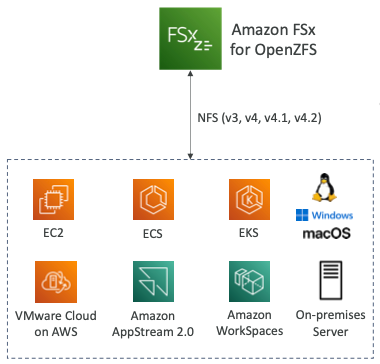 FSx
Amazon FSx
for OpenZFS
NFS (v3, v4, v4.1, v4.2)
EC2
ECS
EKS
Windows
macOS
VMware Cloud
on AWS
Amazon
AppStream 2.0
Amazon
WorkSpaces
On-premises
Server